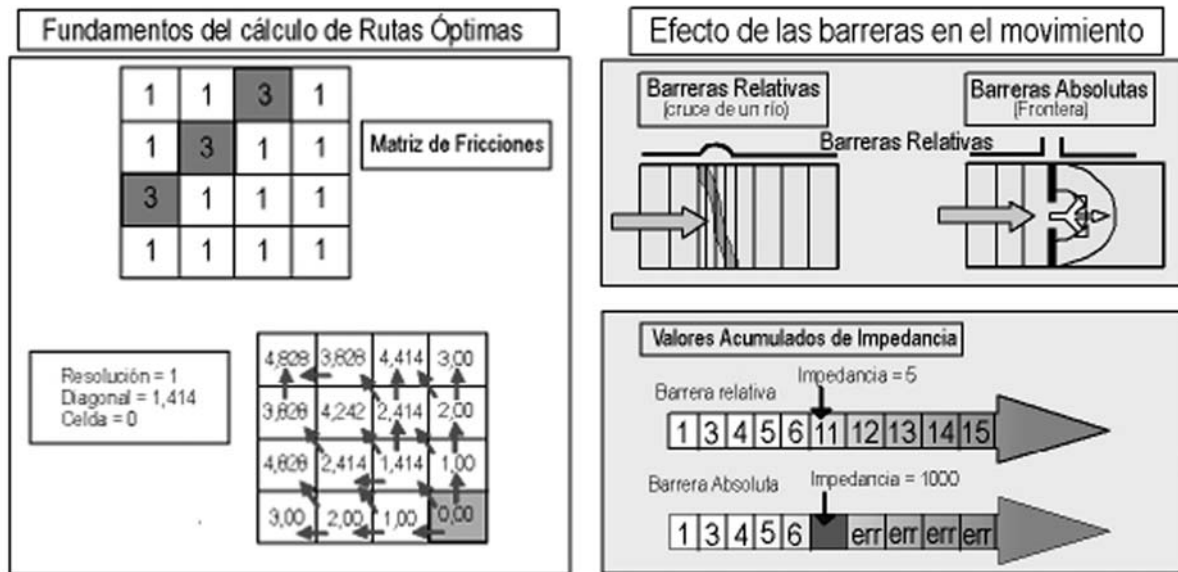 Fundamentos del cálculo de Rutas Óptimas
1 1 3 1
1 3 1 1
3 1 1 1
1 1 1 1
Matriz de Fricciones
Resolución = 1
Diagonal = 1,414
Celda = 0
4,828 3,828 4,414 3,00
3,828 4,242 2,414 2,00
4,828 2,414 1,414 1,00
3,00 2,00 1,00 0,00
Efecto de las barreras en el movimiento
Barreras Relativas
(cruce de un río)
Barreras Absolutas
(Frontera)
Barreras Relativas
Valores Acumulados de Impedancia
Impedancia = 5
Barrera relativa
1 3 4 5 6 11 12 13 14 15
Barrera Absoluta
Impedancia = 1000
1 3 4 5 6 err err err err